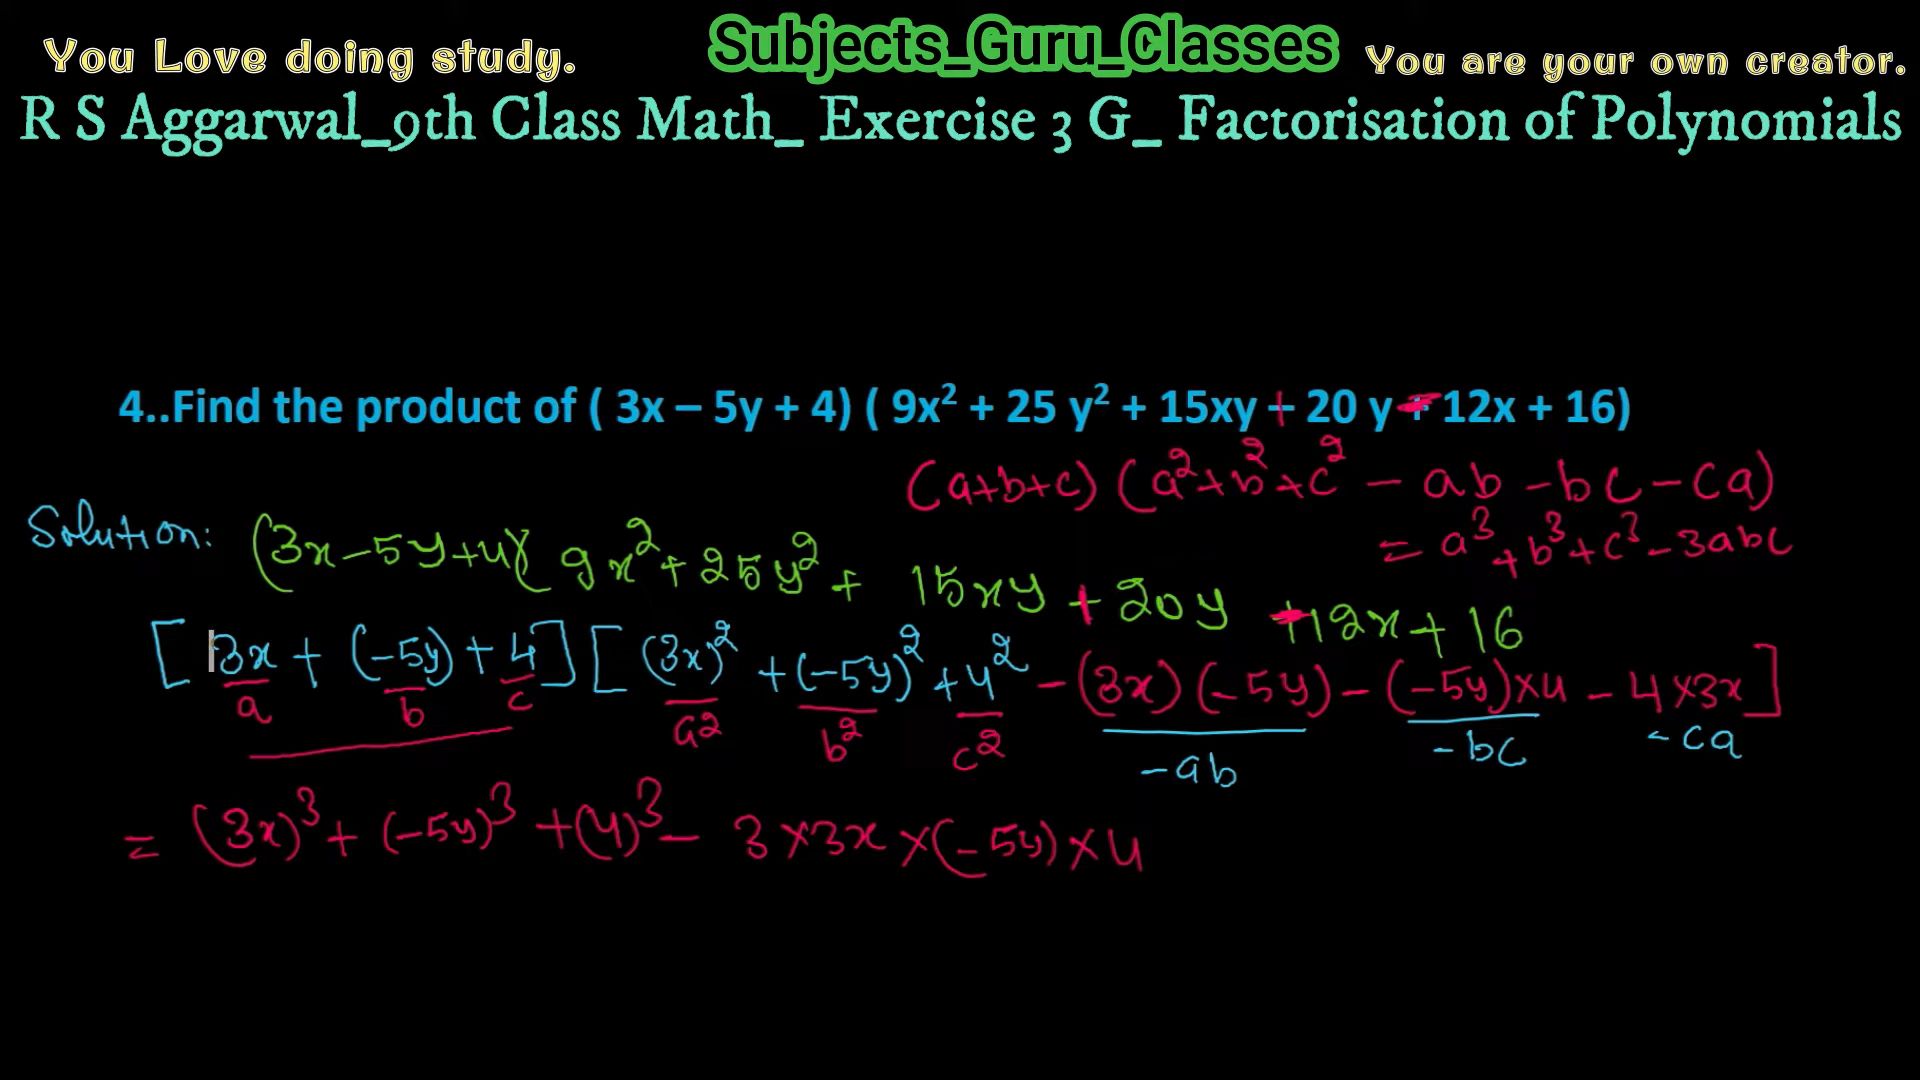 You Love doing study. Subjects_Guru_Classes You are your own creator.
R S Aggarwal_9th Class Math_ Exercise 3 G_ Factorisation of Polynomials
4..Find the product of ( 3x – 5y + 4) ( 9x² + 25 y² + 15xy + 20 y - 12x + 16)
(a+b+c) (a²+b²+c² - ab - bc - ca)
= a³ + b³ + c³ - 3abc
Solution: (3x-5y+4)( 9x² + 25y² + 15xy + 20y - 12x + 16
[ 3x + (-5y) + 4 ] [ (3x)² + (-5y)² + 4² - (3x) (-5y) - (-5y)×4 - 4×3x ]
a b c a² b² c² -ab -bc -ca
= (3x)³ + (-5y)³ + (4)³ - 3×3x×(-5y)×4